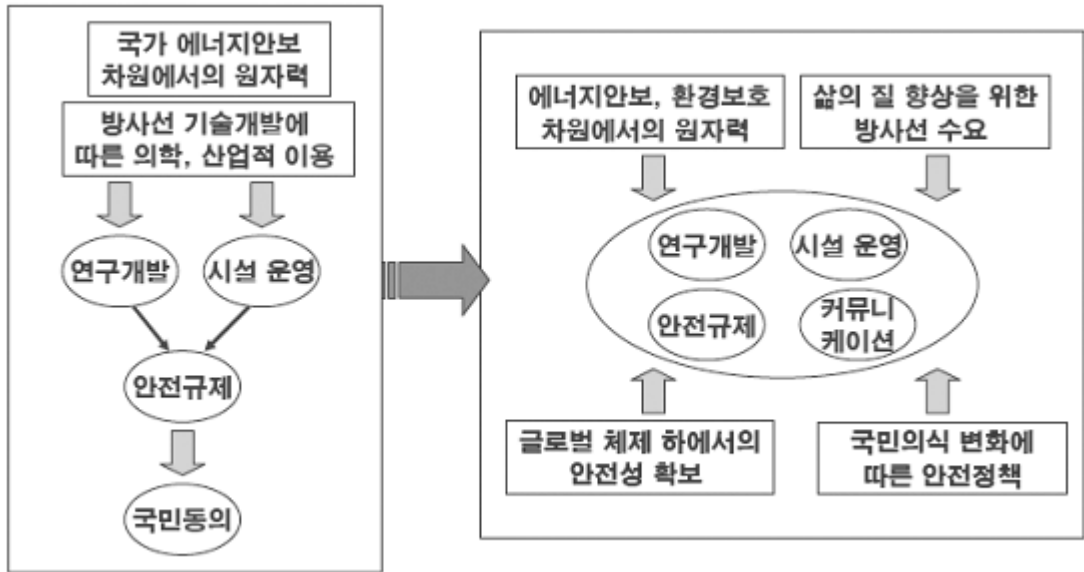 국가 에너지안보
차원에서의 원자력
방사선 기술개발에
따른 의학, 산업적 이용
연구개발
시설 운영
안전규제
국민동의
에너지안보, 환경보호
차원에서의 원자력
삶의 질 향상을 위한
방사선 수요
연구개발
시설 운영
안전규제
커뮤니
케이션
글로벌 체제 하에서의
안전성 확보
국민의식 변화에
따른 안전정책